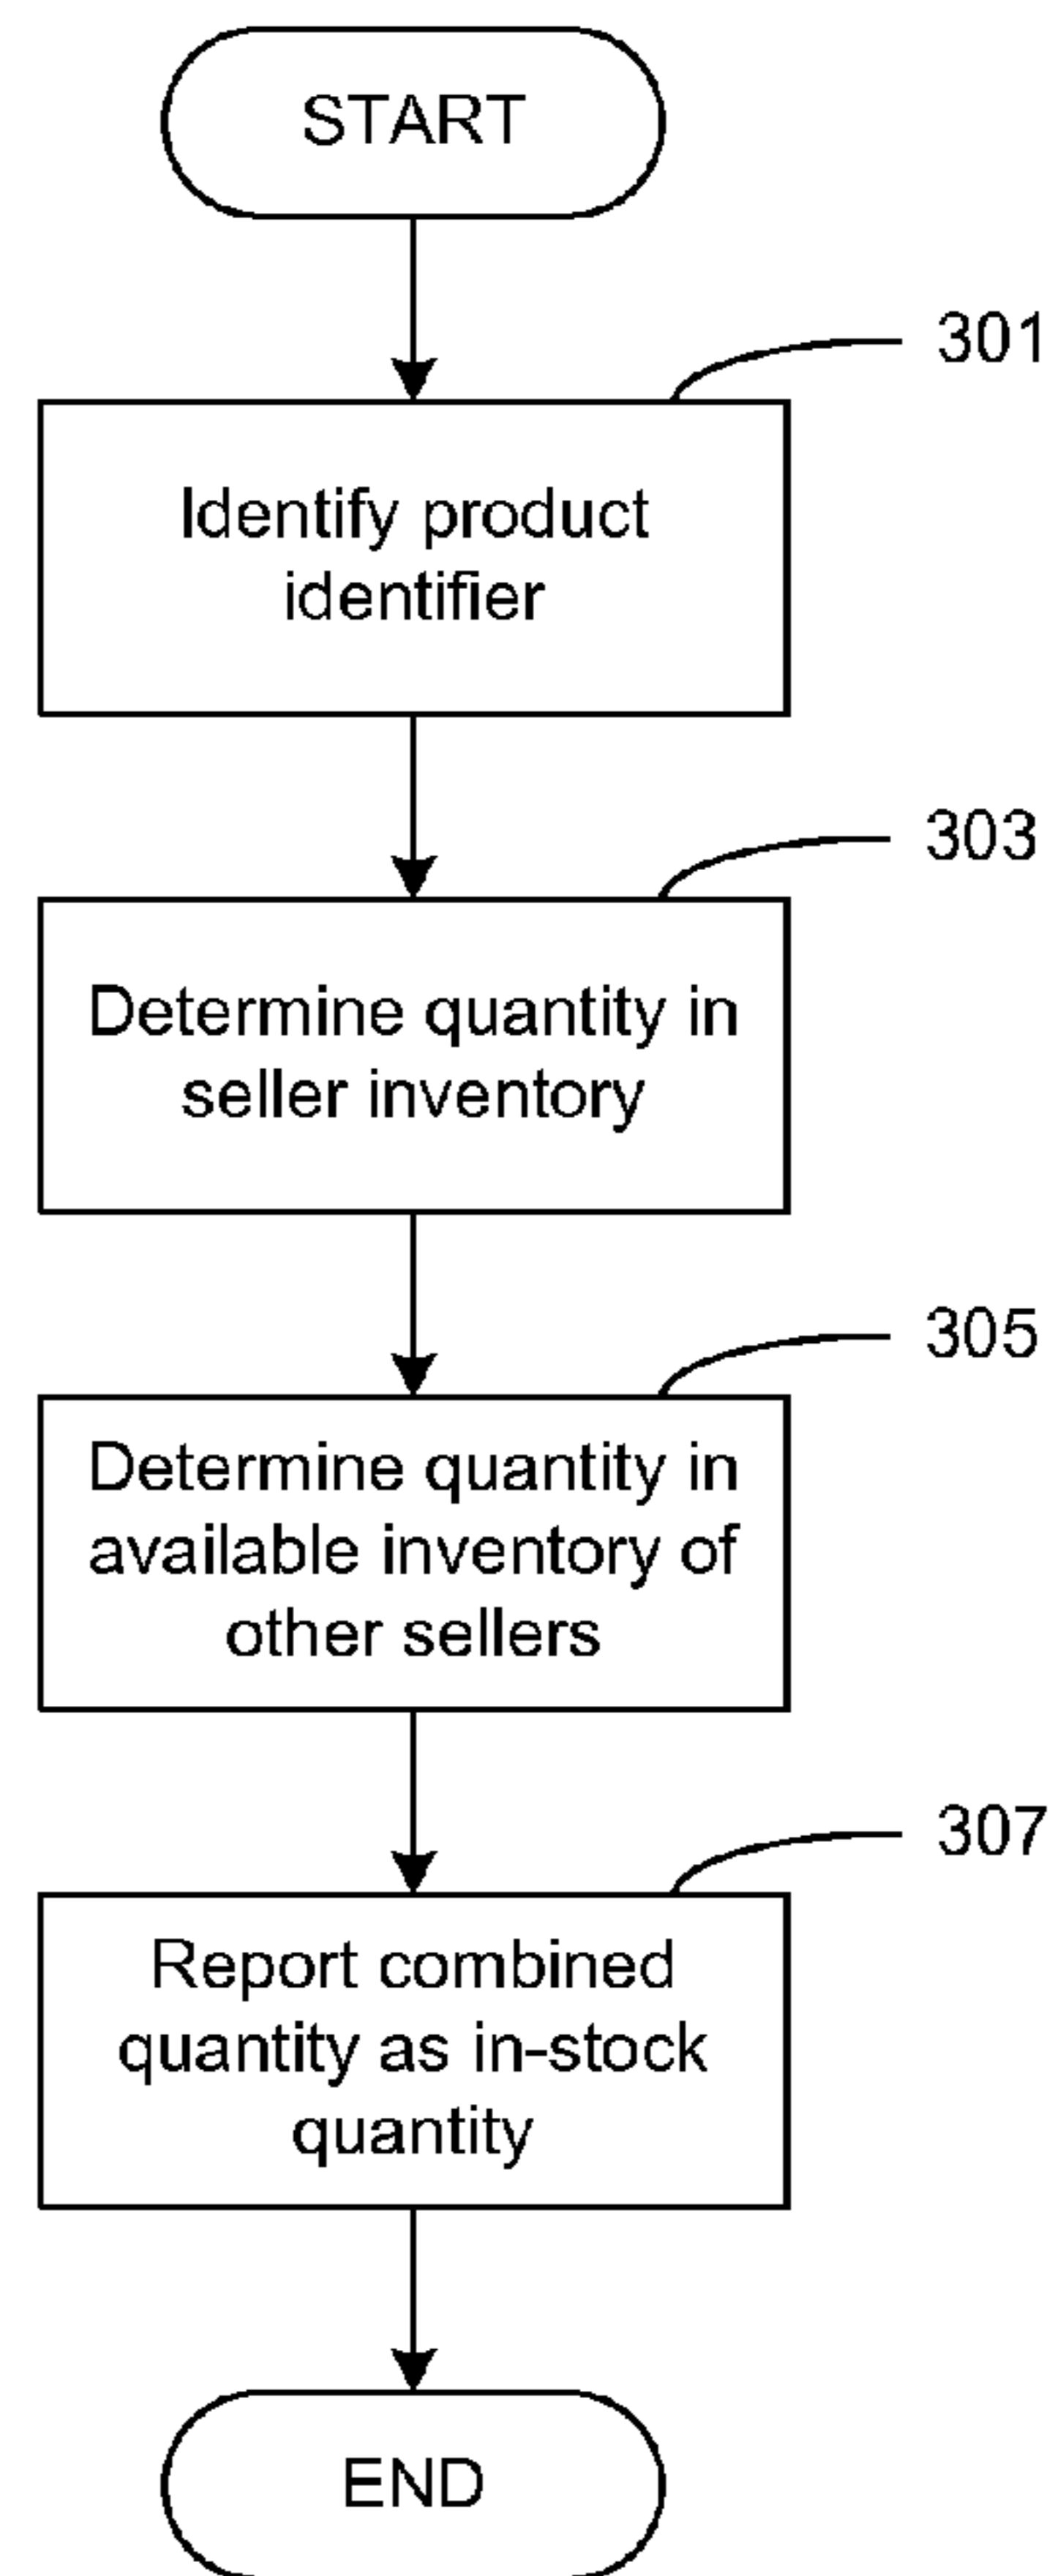 START
301
Identify product
identifier
303
Determine quantity in
seller inventory
305
Determine quantity in
available inventory of
other sellers
307
Report combined
quantity as in-stock
quantity
END